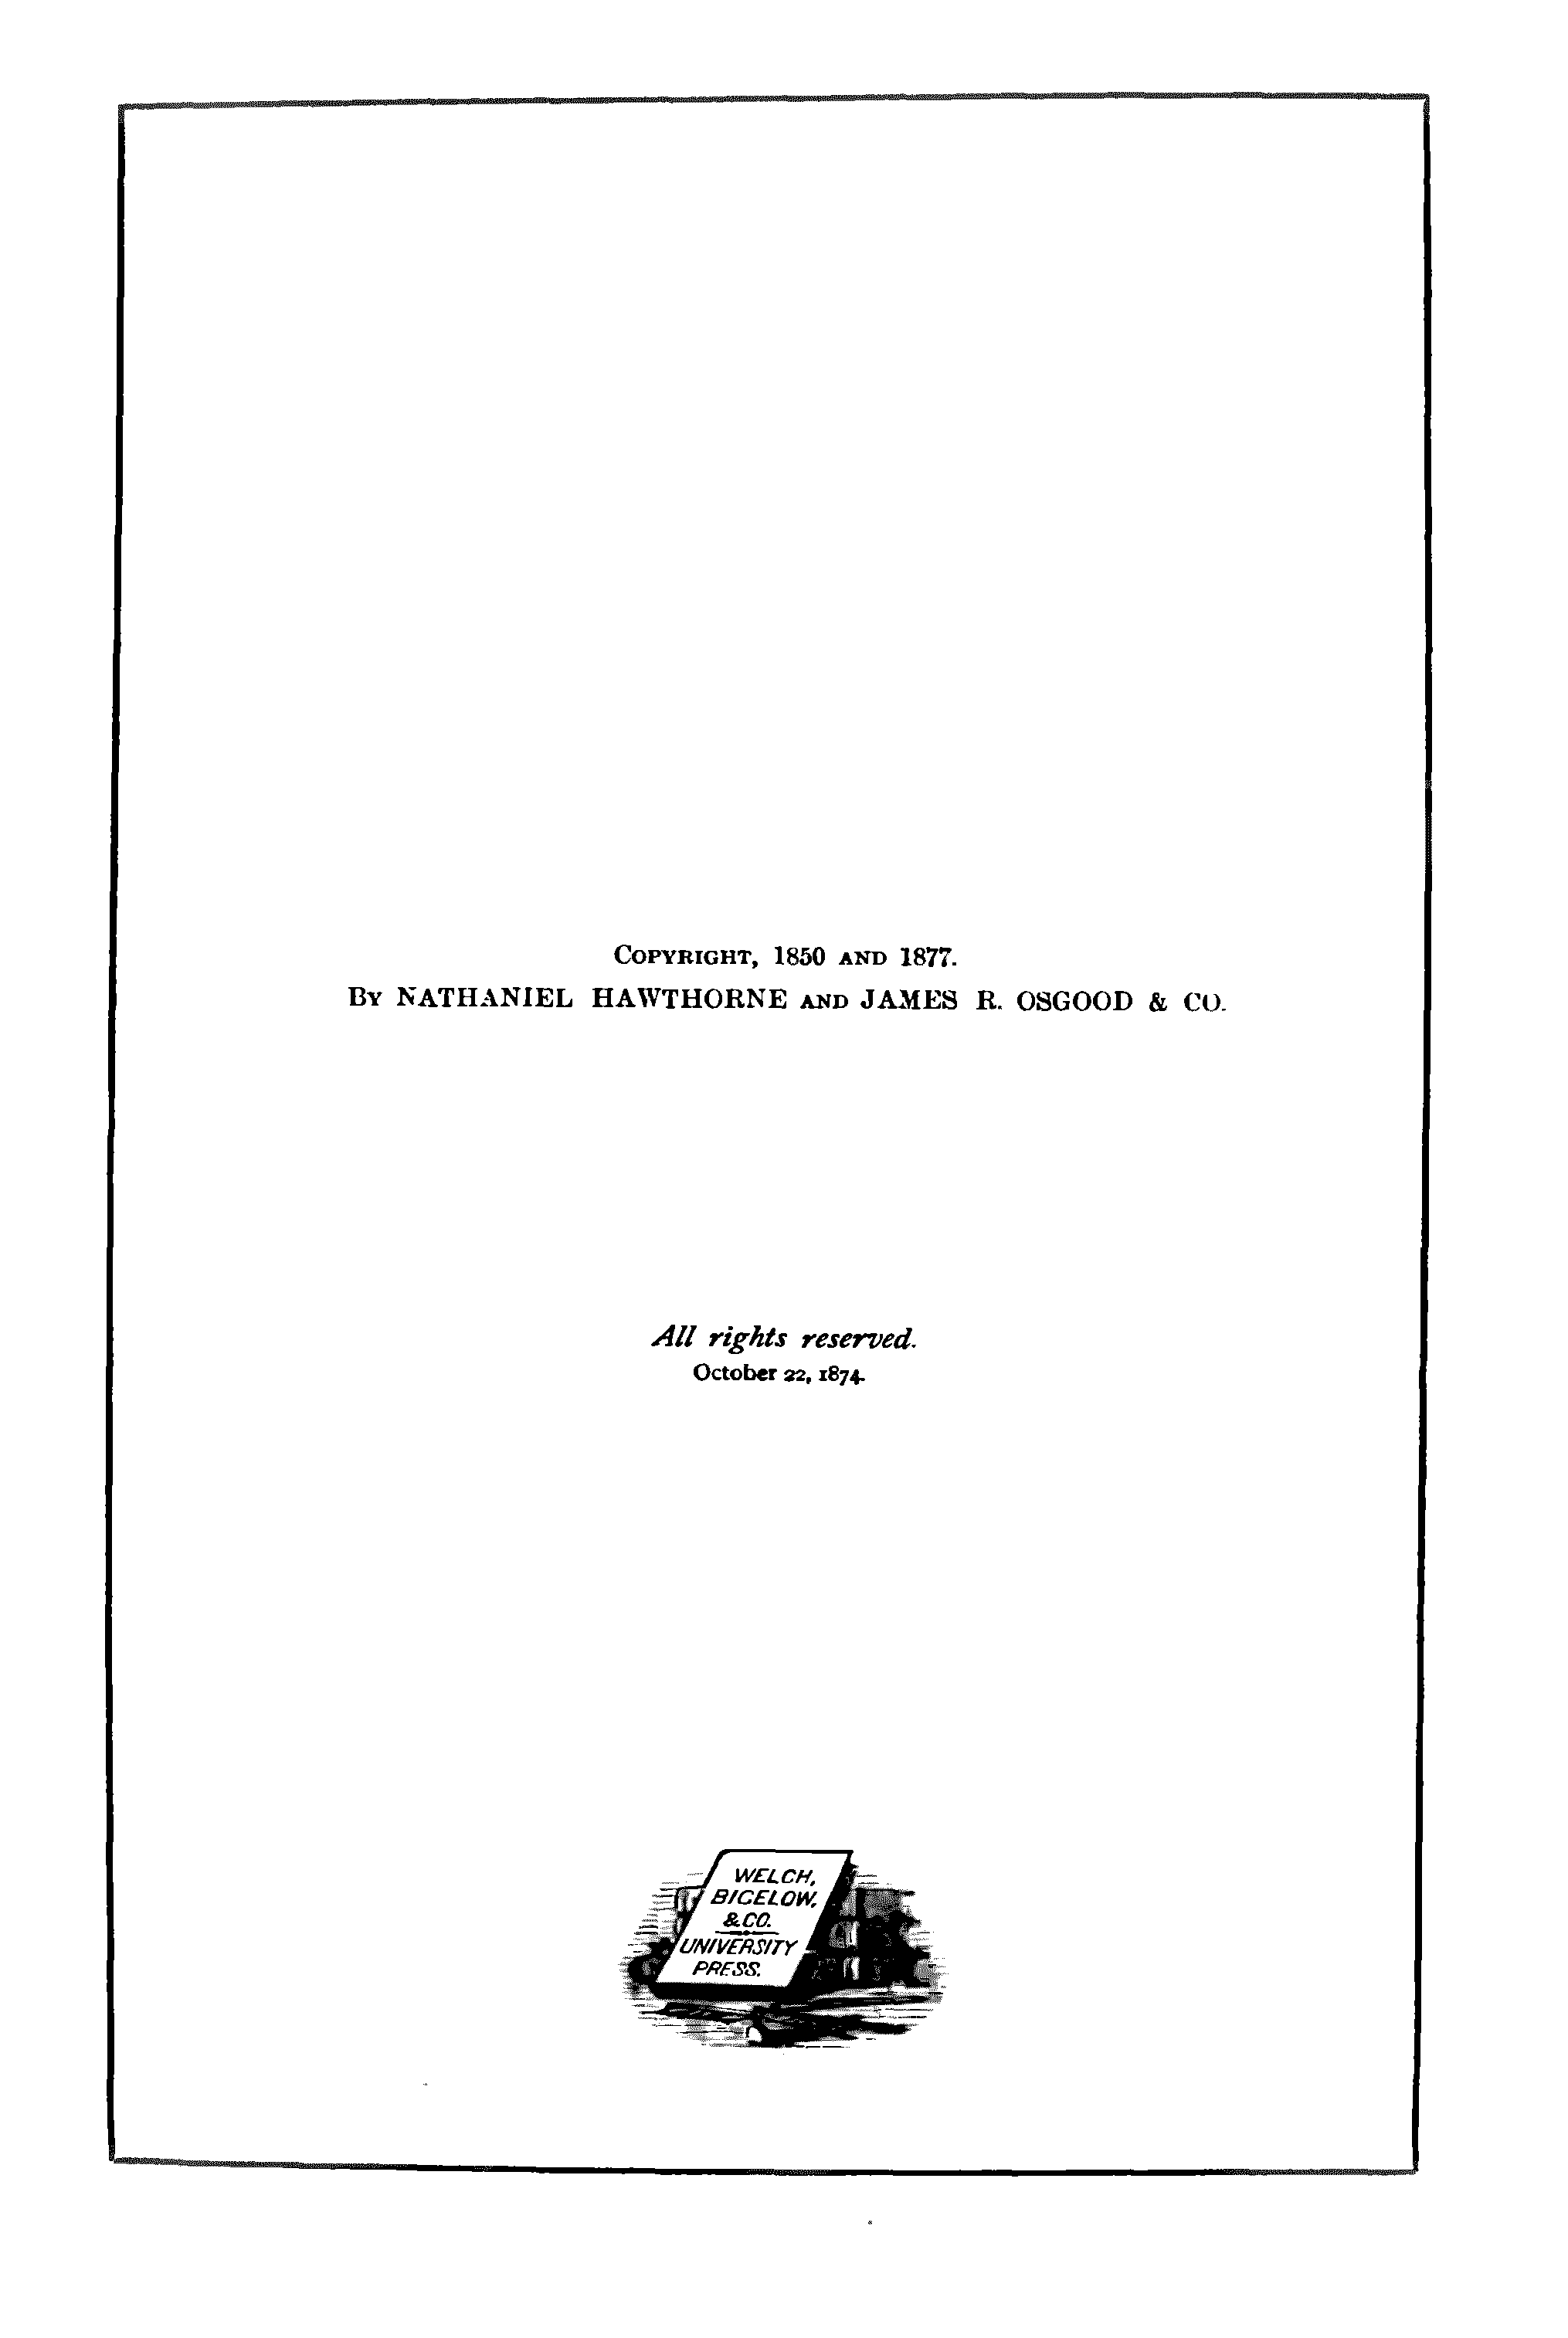 COPYRIGHT, 1850 AND 1877.
BY NATHANIEL HAWTHORNE AND JAMES R. OSGOOD & CO.
All rights reserved.
October 22, 1874.
WELCH,
BIGELOW,
& CO.
UNIVERSITY
PRESS.